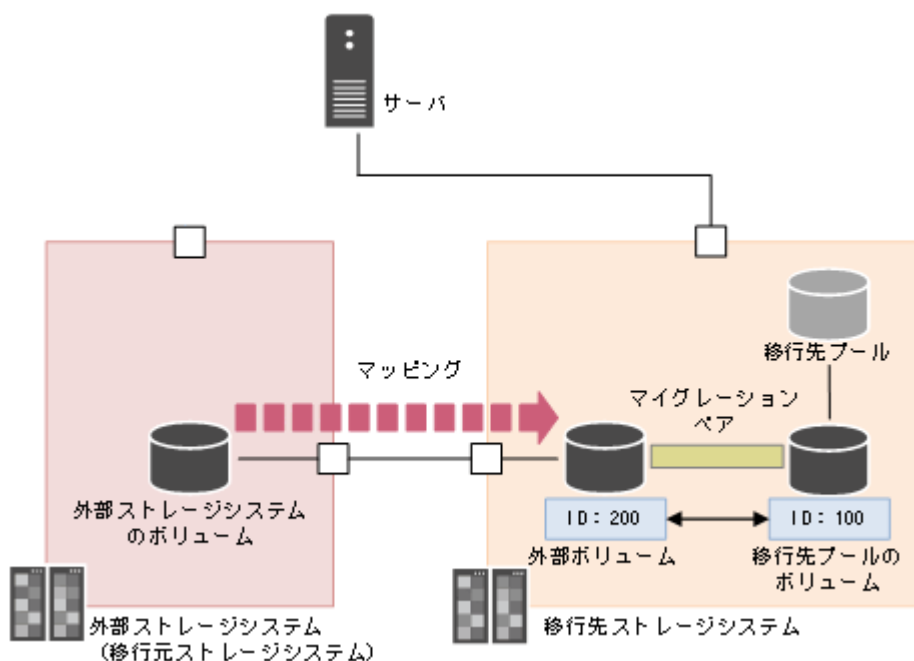 サーバ
移行先プール
マッピング
マイグレーション
ペア
外部ストレージシステム
のボリューム
ID：200
ID：100
外部ボリューム
移行先プールの
ボリューム
外部ストレージシステム
（移行元ストレージシステム）
移行先ストレージシステム